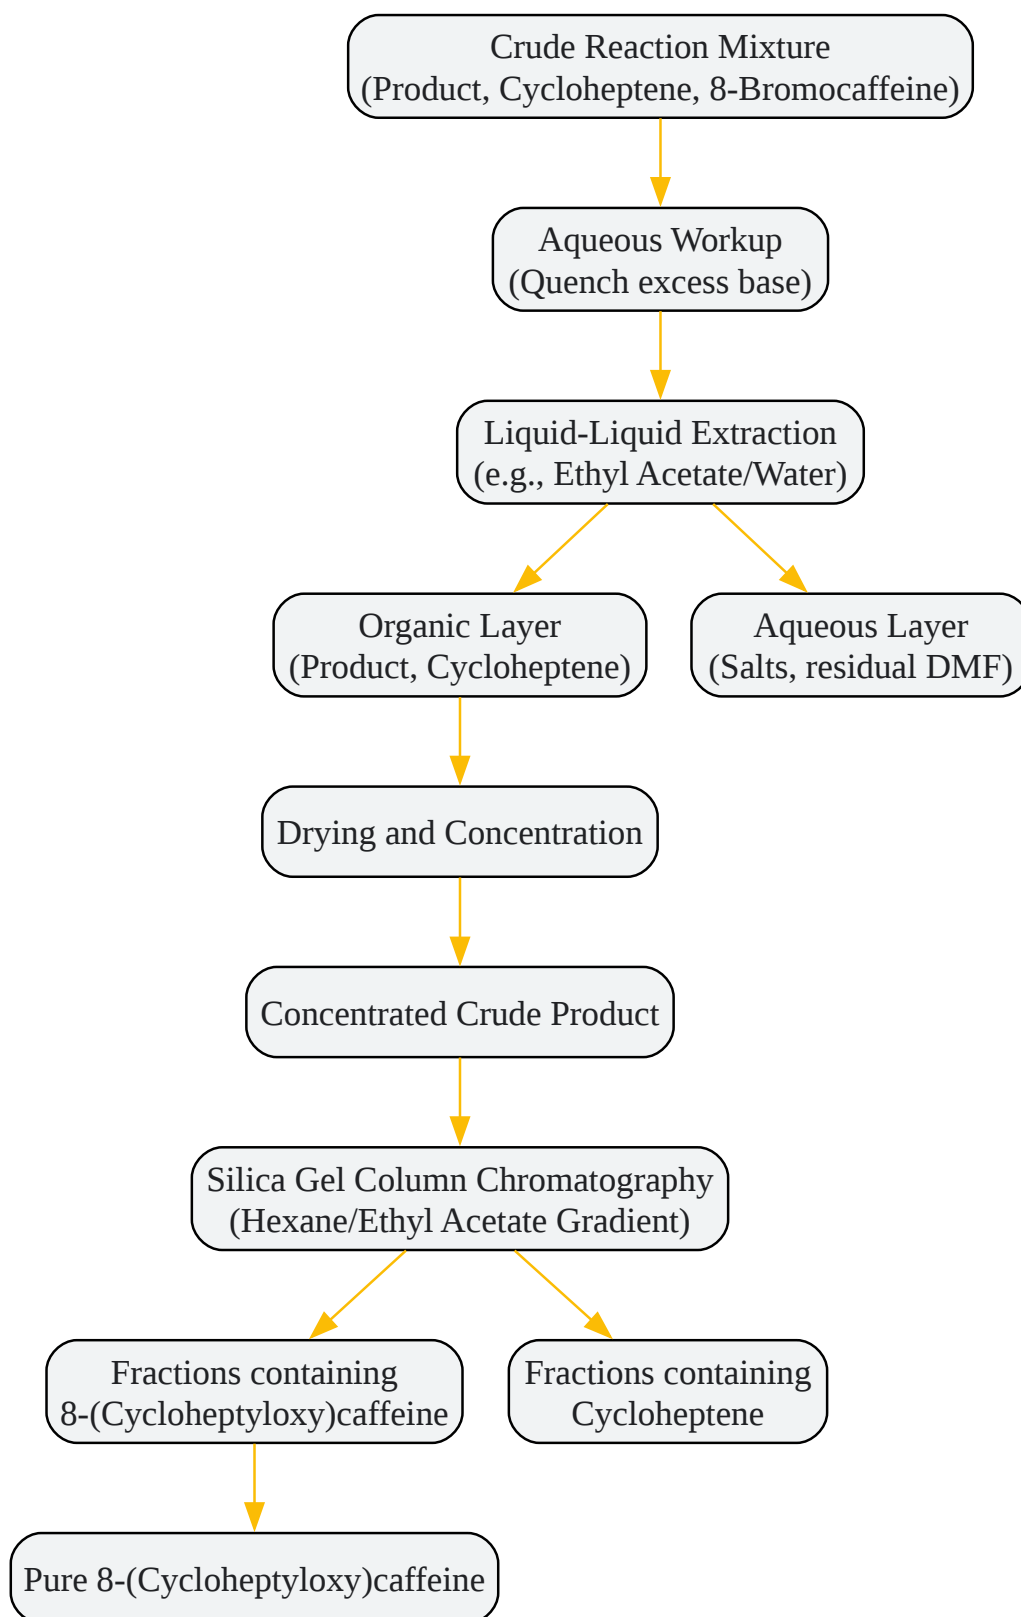 Crude Reaction Mixture
(Product, Cycloheptene, 8-Bromocaffeine)
Aqueous Workup
(Quench excess base)
Liquid-Liquid Extraction
(e.g., Ethyl Acetate/Water)
Organic Layer
(Product, Cycloheptene)
Aqueous Layer
(Salts, residual DMF)
Drying and Concentration
Concentrated Crude Product
Silica Gel Column Chromatography
(Hexane/Ethyl Acetate Gradient)
Fractions containing
8-(Cycloheptyloxy)caffeine
Fractions containing
Cycloheptene
Pure 8-(Cycloheptyloxy)caffeine